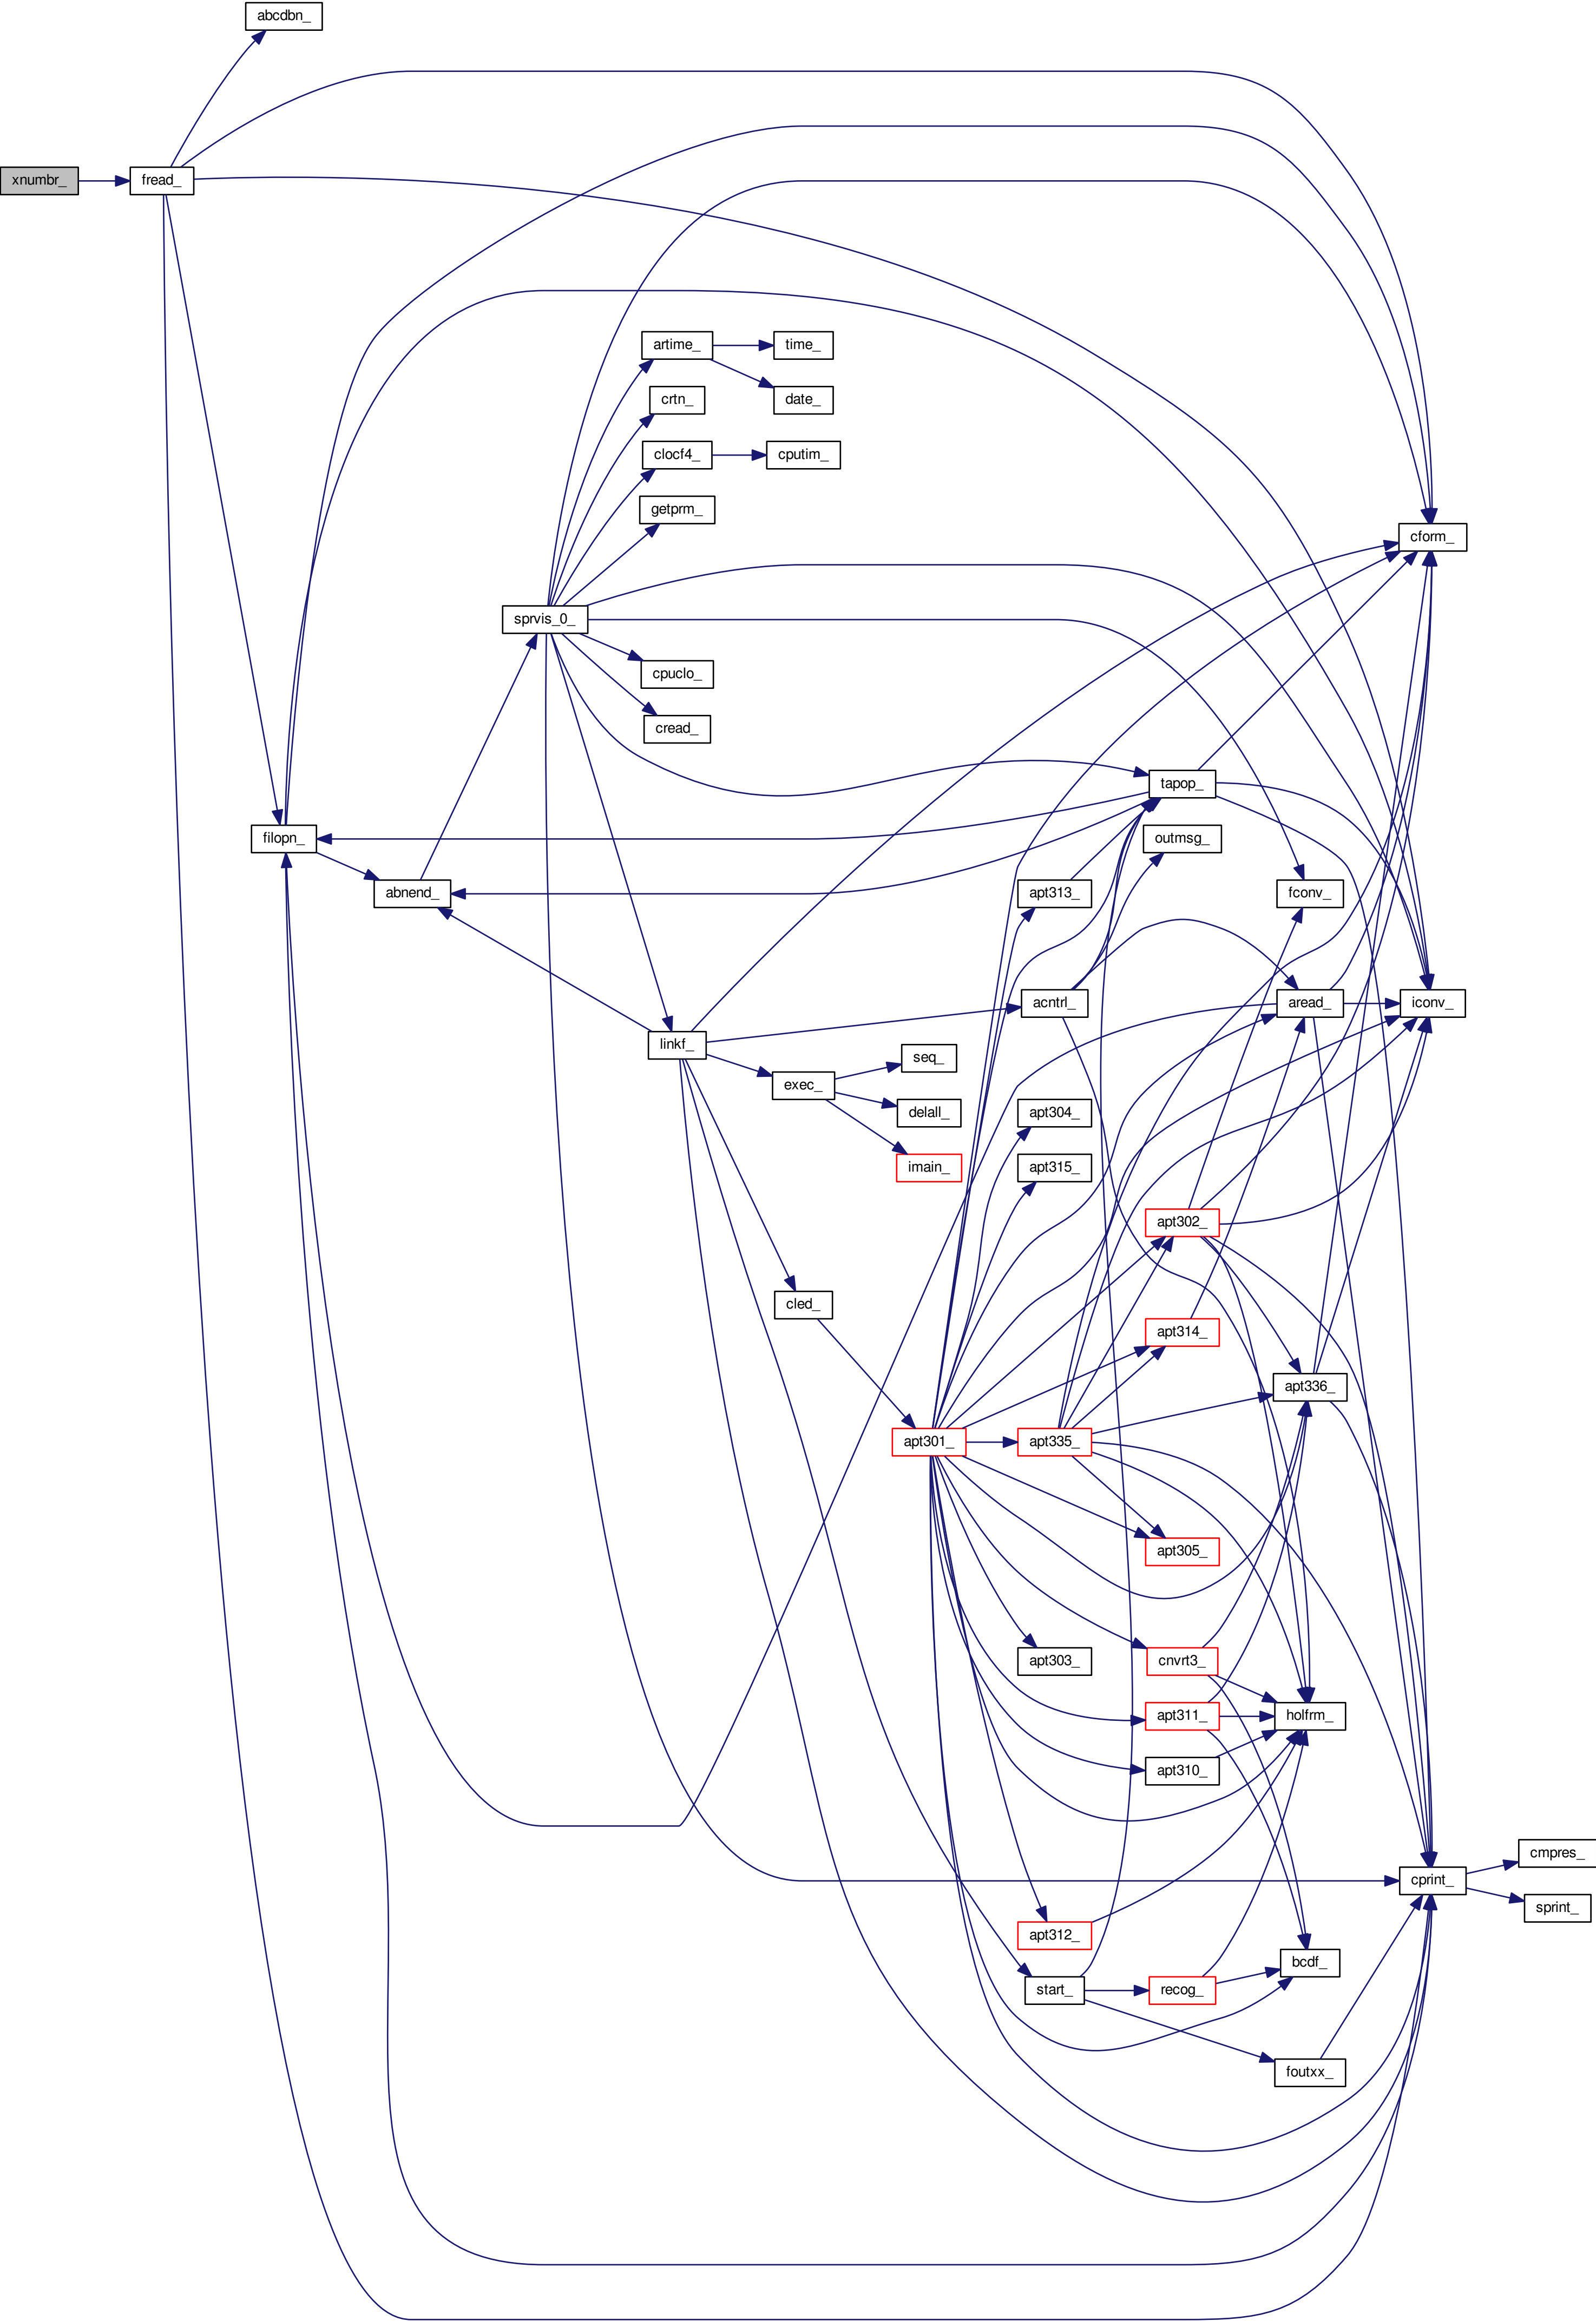 abcdbn_
xnumbr_
fread_
artime_
time_
crtn_
date_
clocf4_
cputim_
getprm_
cform_
sprvis_0_
cpuclo_
cread_
tapop_
filopn_
outmsg_
abnend_
apt313_
fconv_
acntrl_
aread_
iconv_
linkf_
seq_
exec_
delall_
apt304_
imain_
apt315_
apt302_
cled_
apt314_
apt336_
apt301_
apt335_
apt305_
apt303_
cnvrt3_
apt311_
holfrm_
apt310_
cmpres_
cprint_
sprint_
apt312_
bcdf_
start_
recog_
foutxx_